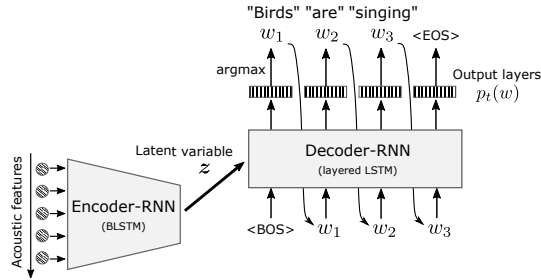 "Birds" "are" "singing"
w₁ w₂ w₃ <EOS>
argmax
Output layers
pₜ(w)
Latent variable
z
Decoder-RNN
(layered LSTM)
Acoustic features
Encoder-RNN
(BLSTM)
<BOS> w₁ w₂ w₃